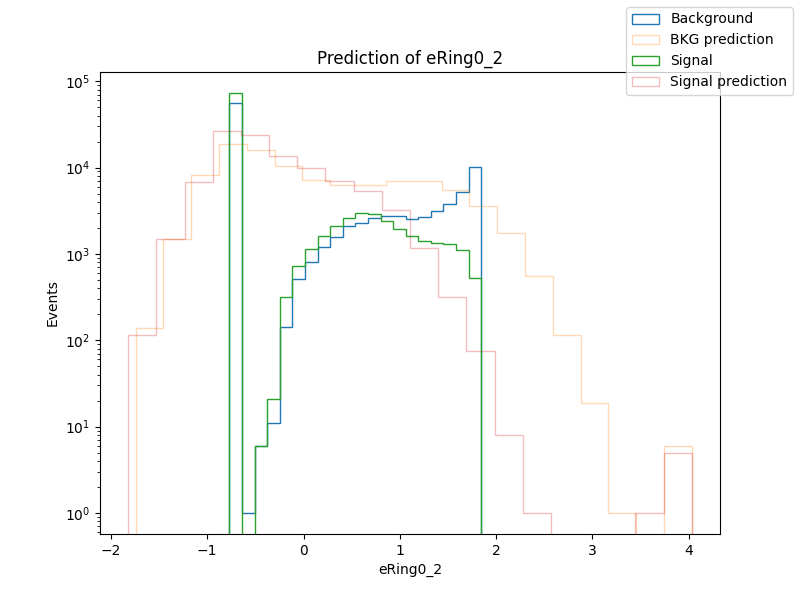 Prediction of eRing0_2
Background
BKG prediction
Signal
Signal prediction
Events
10^5
10^4
10^3
10^2
10^1
10^0
−2 −1 0 1 2 3 4
eRing0_2